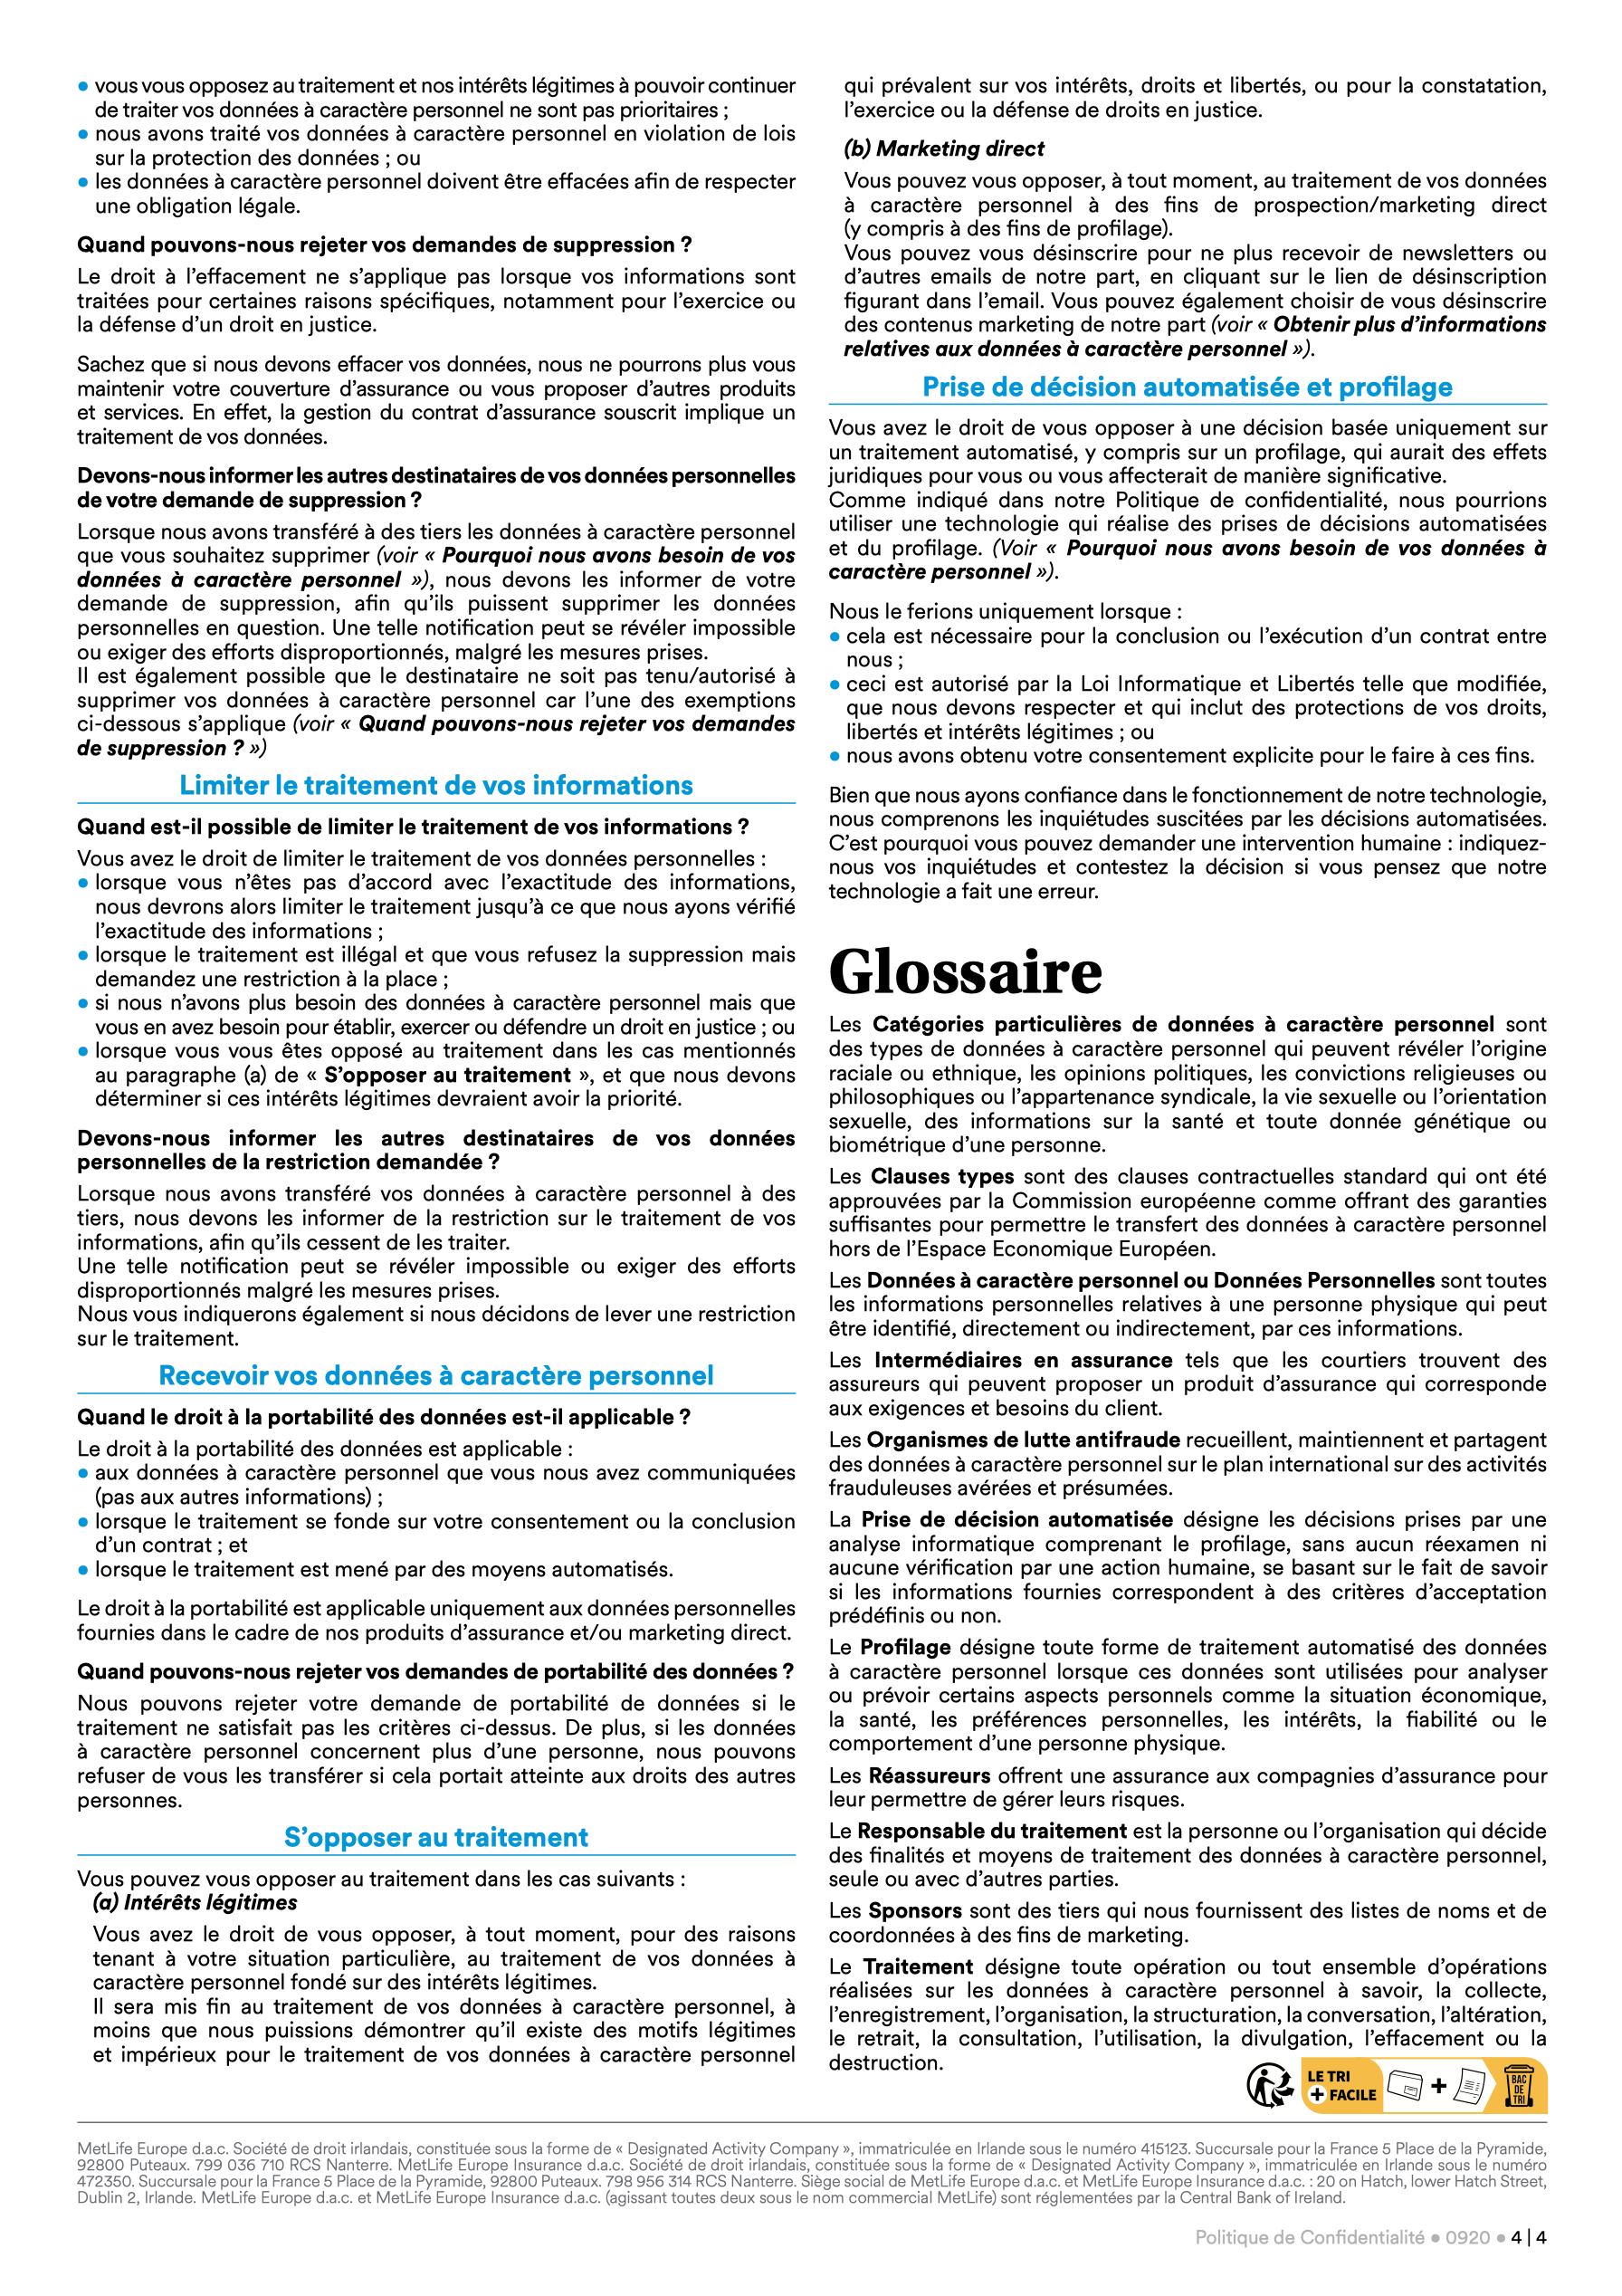 ● vous vous opposez au traitement et nos intérêts légitimes à pouvoir continuer
de traiter vos données à caractère personnel ne sont pas prioritaires ;
● nous avons traité vos données à caractère personnel en violation de lois
sur la protection des données ; ou
● les données à caractère personnel doivent être effacées afin de respecter
une obligation légale.
Quand pouvons-nous rejeter vos demandes de suppression ?
Le droit à l’effacement ne s’applique pas lorsque vos informations sont
traitées pour certaines raisons spécifiques, notamment pour l’exercice ou
la défense d’un droit en justice.
Sachez que si nous devons effacer vos données, nous ne pourrons plus vous
maintenir votre couverture d’assurance ou vous proposer d’autres produits
et services. En effet, la gestion du contrat d’assurance souscrit implique un
traitement de vos données.
Devons-nous informer les autres destinataires de vos données personnelles
de votre demande de suppression ?
Lorsque nous avons transféré à des tiers les données à caractère personnel
que vous souhaitez supprimer (voir « Pourquoi nous avons besoin de vos
données à caractère personnel »), nous devons les informer de votre
demande de suppression, afin qu’ils puissent supprimer les données
personnelles en question. Une telle notification peut se révéler impossible
ou exiger des efforts disproportionnés, malgré les mesures prises.
Il est également possible que le destinataire ne soit pas tenu/autorisé à
supprimer vos données à caractère personnel car l’une des exemptions
ci-dessous s’applique (voir « Quand pouvons-nous rejeter vos demandes
de suppression ? »)
Limiter le traitement de vos informations
Quand est-il possible de limiter le traitement de vos informations ?
Vous avez le droit de limiter le traitement de vos données personnelles :
● lorsque vous n’êtes pas d’accord avec l’exactitude des informations,
nous devrons alors limiter le traitement jusqu’à ce que nous ayons vérifié
l’exactitude des informations ;
● lorsque le traitement est illégal et que vous refusez la suppression mais
demandez une restriction à la place ;
● si nous n’avons plus besoin des données à caractère personnel mais que
vous en avez besoin pour établir, exercer ou défendre un droit en justice ; ou
● lorsque vous vous êtes opposé au traitement dans les cas mentionnés
au paragraphe (a) de « S’opposer au traitement », et que nous devons
déterminer si ces intérêts légitimes devraient avoir la priorité.
Devons-nous informer les autres destinataires de vos données
personnelles de la restriction demandée ?
Lorsque nous avons transféré vos données à caractère personnel à des
tiers, nous devons les informer de la restriction sur le traitement de vos
informations, afin qu’ils cessent de les traiter.
Une telle notification peut se révéler impossible ou exiger des efforts
disproportionnés malgré les mesures prises.
Nous vous indiquerons également si nous décidons de lever une restriction
sur le traitement.
Recevoir vos données à caractère personnel
Quand le droit à la portabilité des données est-il applicable ?
Le droit à la portabilité des données est applicable :
● aux données à caractère personnel que vous nous avez communiquées
(pas aux autres informations) ;
● lorsque le traitement se fonde sur votre consentement ou la conclusion
d’un contrat ; et
● lorsque le traitement est mené par des moyens automatisés.
Le droit à la portabilité est applicable uniquement aux données personnelles
fournies dans le cadre de nos produits d’assurance et/ou marketing direct.
Quand pouvons-nous rejeter vos demandes de portabilité des données ?
Nous pouvons rejeter votre demande de portabilité de données si le
traitement ne satisfait pas les critères ci-dessus. De plus, si les données
à caractère personnel concernent plus d’une personne, nous pouvons
refuser de vous les transférer si cela portait atteinte aux droits des autres
personnes.
S’opposer au traitement
Vous pouvez vous opposer au traitement dans les cas suivants :
(a) Intérêts légitimes
Vous avez le droit de vous opposer, à tout moment, pour des raisons
tenant à votre situation particulière, au traitement de vos données à
caractère personnel fondé sur des intérêts légitimes.
Il sera mis fin au traitement de vos données à caractère personnel, à
moins que nous puissions démontrer qu’il existe des motifs légitimes
et impérieux pour le traitement de vos données à caractère personnel
qui prévalent sur vos intérêts, droits et libertés, ou pour la constatation,
l’exercice ou la défense de droits en justice.
(b) Marketing direct
Vous pouvez vous opposer, à tout moment, au traitement de vos données
à caractère personnel à des fins de prospection/marketing direct
(y compris à des fins de profilage).
Vous pouvez vous désinscrire pour ne plus recevoir de newsletters ou
d’autres emails de notre part, en cliquant sur le lien de désinscription
figurant dans l’email. Vous pouvez également choisir de vous désinscrire
des contenus marketing de notre part (voir « Obtenir plus d’informations
relatives aux données à caractère personnel »).
Prise de décision automatisée et profilage
Vous avez le droit de vous opposer à une décision basée uniquement sur
un traitement automatisé, y compris sur un profilage, qui aurait des effets
juridiques pour vous ou vous affecterait de manière significative.
Comme indiqué dans notre Politique de confidentialité, nous pourrions
utiliser une technologie qui réalise des prises de décisions automatisées
et du profilage. (Voir « Pourquoi nous avons besoin de vos données à
caractère personnel »).
Nous le ferions uniquement lorsque :
● cela est nécessaire pour la conclusion ou l’exécution d’un contrat entre
nous ;
● ceci est autorisé par la Loi Informatique et Libertés telle que modifiée,
que nous devons respecter et qui inclut des protections de vos droits,
libertés et intérêts légitimes ; ou
● nous avons obtenu votre consentement explicite pour le faire à ces fins.
Bien que nous ayons confiance dans le fonctionnement de notre technologie,
nous comprenons les inquiétudes suscitées par les décisions automatisées.
C’est pourquoi vous pouvez demander une intervention humaine : indiquez-
nous vos inquiétudes et contestez la décision si vous pensez que notre
technologie a fait une erreur.
Glossaire
Les Catégories particulières de données à caractère personnel sont
des types de données à caractère personnel qui peuvent révéler l’origine
raciale ou ethnique, les opinions politiques, les convictions religieuses ou
philosophiques ou l’appartenance syndicale, la vie sexuelle ou l’orientation
sexuelle, des informations sur la santé et toute donnée génétique ou
biométrique d’une personne.
Les Clauses types sont des clauses contractuelles standard qui ont été
approuvées par la Commission européenne comme offrant des garanties
suffisantes pour permettre le transfert des données à caractère personnel
hors de l’Espace Economique Européen.
Les Données à caractère personnel ou Données Personnelles sont toutes
les informations personnelles relatives à une personne physique qui peut
être identifié, directement ou indirectement, par ces informations.
Les Intermédiaires en assurance tels que les courtiers trouvent des
assureurs qui peuvent proposer un produit d’assurance qui corresponde
aux exigences et besoins du client.
Les Organismes de lutte antifraude recueillent, maintiennent et partagent
des données à caractère personnel sur le plan international sur des activités
frauduleuses avérées et présumées.
La Prise de décision automatisée désigne les décisions prises par une
analyse informatique comprenant le profilage, sans aucun réexamen ni
aucune vérification par une action humaine, se basant sur le fait de savoir
si les informations fournies correspondent à des critères d’acceptation
prédéfinis ou non.
Le Profilage désigne toute forme de traitement automatisé des données
à caractère personnel lorsque ces données sont utilisées pour analyser
ou prévoir certains aspects personnels comme la situation économique,
la santé, les préférences personnelles, les intérêts, la fiabilité ou le
comportement d’une personne physique.
Les Réassureurs offrent une assurance aux compagnies d’assurance pour
leur permettre de gérer leurs risques.
Le Responsable du traitement est la personne ou l’organisation qui décide
des finalités et moyens de traitement des données à caractère personnel,
seule ou avec d’autres parties.
Les Sponsors sont des tiers qui nous fournissent des listes de noms et de
coordonnées à des fins de marketing.
Le Traitement désigne toute opération ou tout ensemble d’opérations
réalisées sur les données à caractère personnel à savoir, la collecte,
l’enregistrement, l’organisation, la structuration, la conversation, l’altération,
le retrait, la consultation, l’utilisation, la divulgation, l’effacement ou la
destruction.
LE TRI
+ FACILE
+
BAC
DE
TRI
MetLife Europe d.a.c. Société de droit irlandais, constituée sous la forme de « Designated Activity Company », immatriculée en Irlande sous le numéro 415123. Succursale pour la France 5 Place de la Pyramide,
92800 Puteaux. 799 036 710 RCS Nanterre. MetLife Europe Insurance d.a.c. Société de droit irlandais, constituée sous la forme de « Designated Activity Company », immatriculée en Irlande sous le numéro
472350. Succursale pour la France 5 Place de la Pyramide, 92800 Puteaux. 798 956 314 RCS Nanterre. Siège social de MetLife Europe d.a.c. et MetLife Europe Insurance d.a.c. : 20 on Hatch, lower Hatch Street,
Dublin 2, Irlande. MetLife Europe d.a.c. et MetLife Europe Insurance d.a.c. (agissant toutes deux sous le nom commercial MetLife) sont réglementées par la Central Bank of Ireland.
Politique de Confidentialité ● 0920 ● 4 | 4